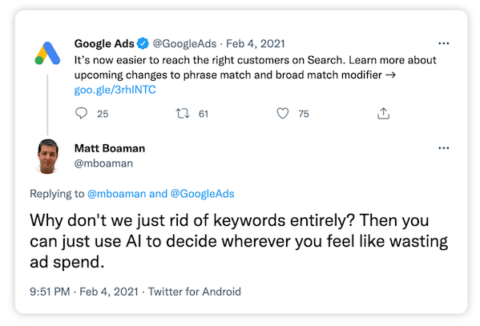 Google Ads @GoogleAds · Feb 4, 2021
It's now easier to reach the right customers on Search. Learn more about
upcoming changes to phrase match and broad match modifier →
goo.gle/3rhINTC
25 61 75
Matt Boaman
@mboaman
Replying to @mboaman and @GoogleAds
Why don't we just rid of keywords entirely? Then you
can just use AI to decide wherever you feel like wasting
ad spend.
9:51 PM · Feb 4, 2021 · Twitter for Android